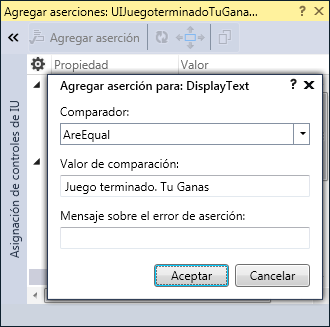 Agregar aserciones: UIJuegoterminadoTuGana...
Agregar aserción
Propiedad Valor
Asignación de controles de IU
Agregar aserción para: DisplayText
Comparador:
AreEqual
Valor de comparación:
Juego terminado. Tu Ganas
Mensaje sobre el error de aserción:
Aceptar Cancelar